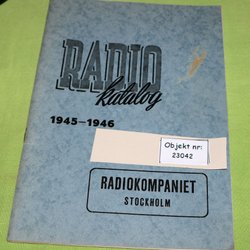 RADIO
katalog
1945-1946
Objekt nr:
23042
RADIOKOMPANIET
STOCKHOLM